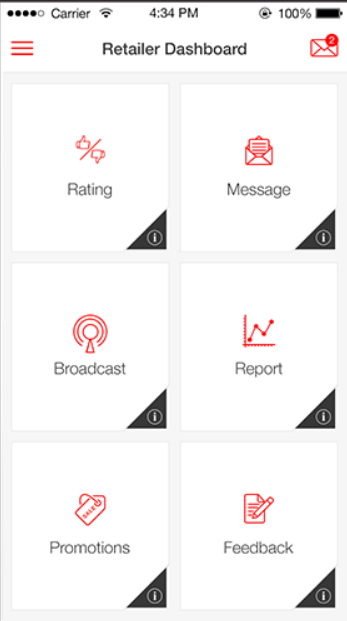 Carrier 4:34 PM 100%
Retailer Dashboard 2
Rating Message
i i
Broadcast Report
i i
SALE
Promotions Feedback
i i